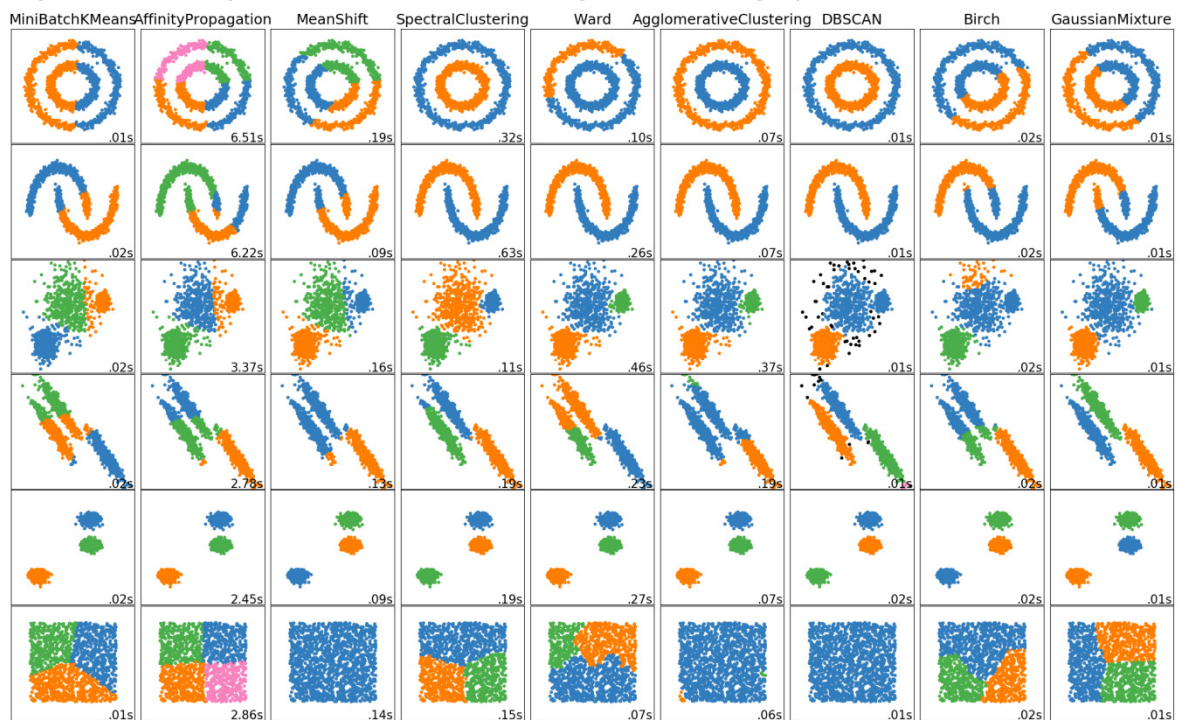 MiniBatchKMeans AffinityPropagation MeanShift SpectralClustering Ward AgglomerativeClustering DBSCAN Birch GaussianMixture
.01s 6.51s .19s .32s .10s .07s .01s .02s .01s
.02s 6.22s .09s .63s .26s .07s .01s .02s .01s
.02s 3.37s .16s .11s .46s .37s .01s .02s .01s
.02s 2.78s .13s .19s .23s .19s .01s .02s .01s
.02s 2.45s .09s .19s .27s .07s .02s .02s .01s
.01s 2.86s .14s .15s .07s .06s .01s .02s .01s